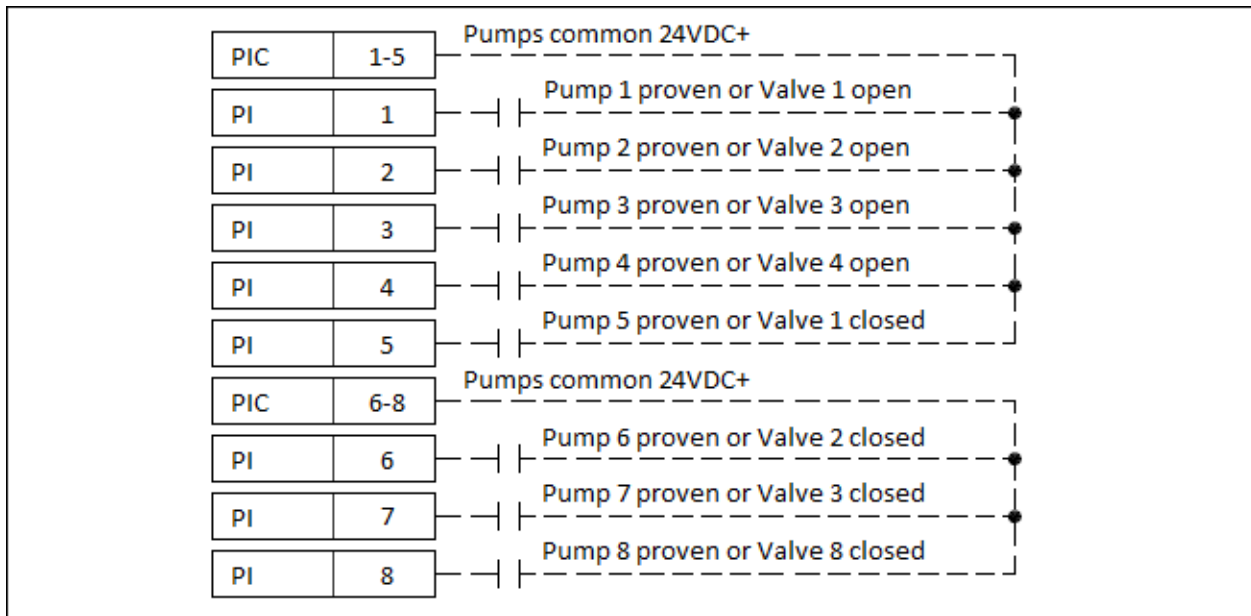 Pumps common 24VDC+
PIC 1-5
Pump 1 proven or Valve 1 open
PI 1
Pump 2 proven or Valve 2 open
PI 2
Pump 3 proven or Valve 3 open
PI 3
Pump 4 proven or Valve 4 open
PI 4
Pump 5 proven or Valve 1 closed
PI 5
Pumps common 24VDC+
PIC 6-8
Pump 6 proven or Valve 2 closed
PI 6
Pump 7 proven or Valve 3 closed
PI 7
Pump 8 proven or Valve 8 closed
PI 8